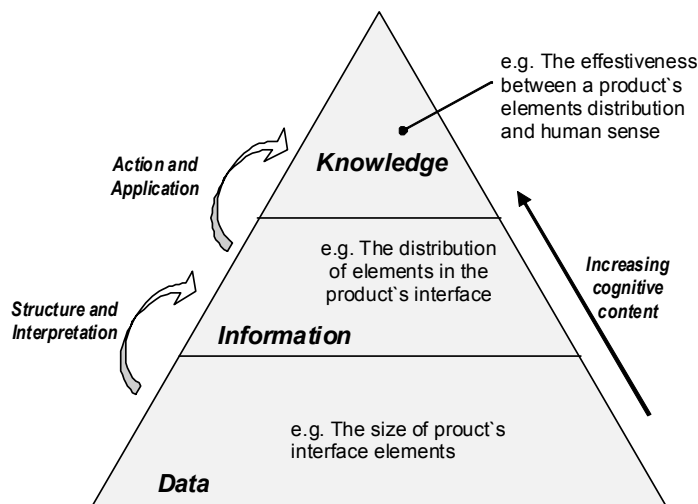 e.g. The effestiveness
between a product`s
elements distribution
and human sense
Action and
Application
Knowledge
e.g. The distribution
of elements in the
product`s interface
Increasing
cognitive
content
Structure and
Interpretation
Information
e.g. The size of prouct`s
interface elements
Data